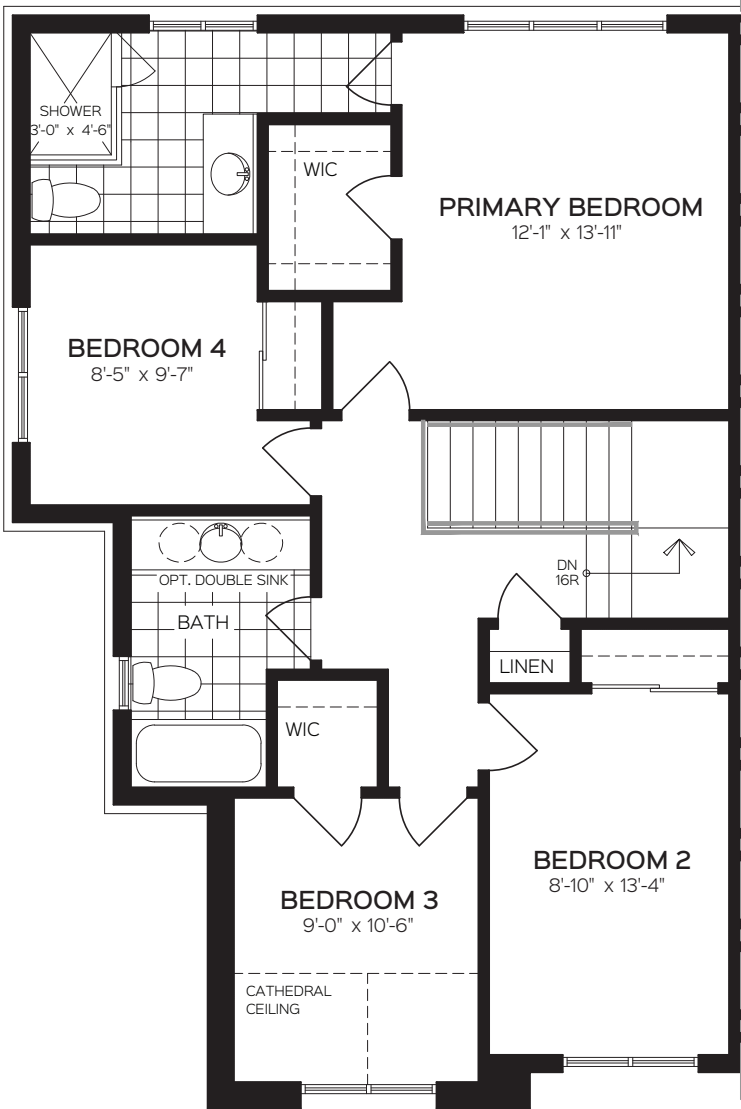 SHOWER
3'-0" x 4'-6"
WIC
PRIMARY BEDROOM
12'-1" x 13'-11"
BEDROOM 4
8'-5" x 9'-7"
OPT. DOUBLE SINK
BATH
DN
16R
LINEN
WIC
BEDROOM 2
8'-10" x 13'-4"
BEDROOM 3
9'-0" x 10'-6"
CATHEDRAL
CEILING